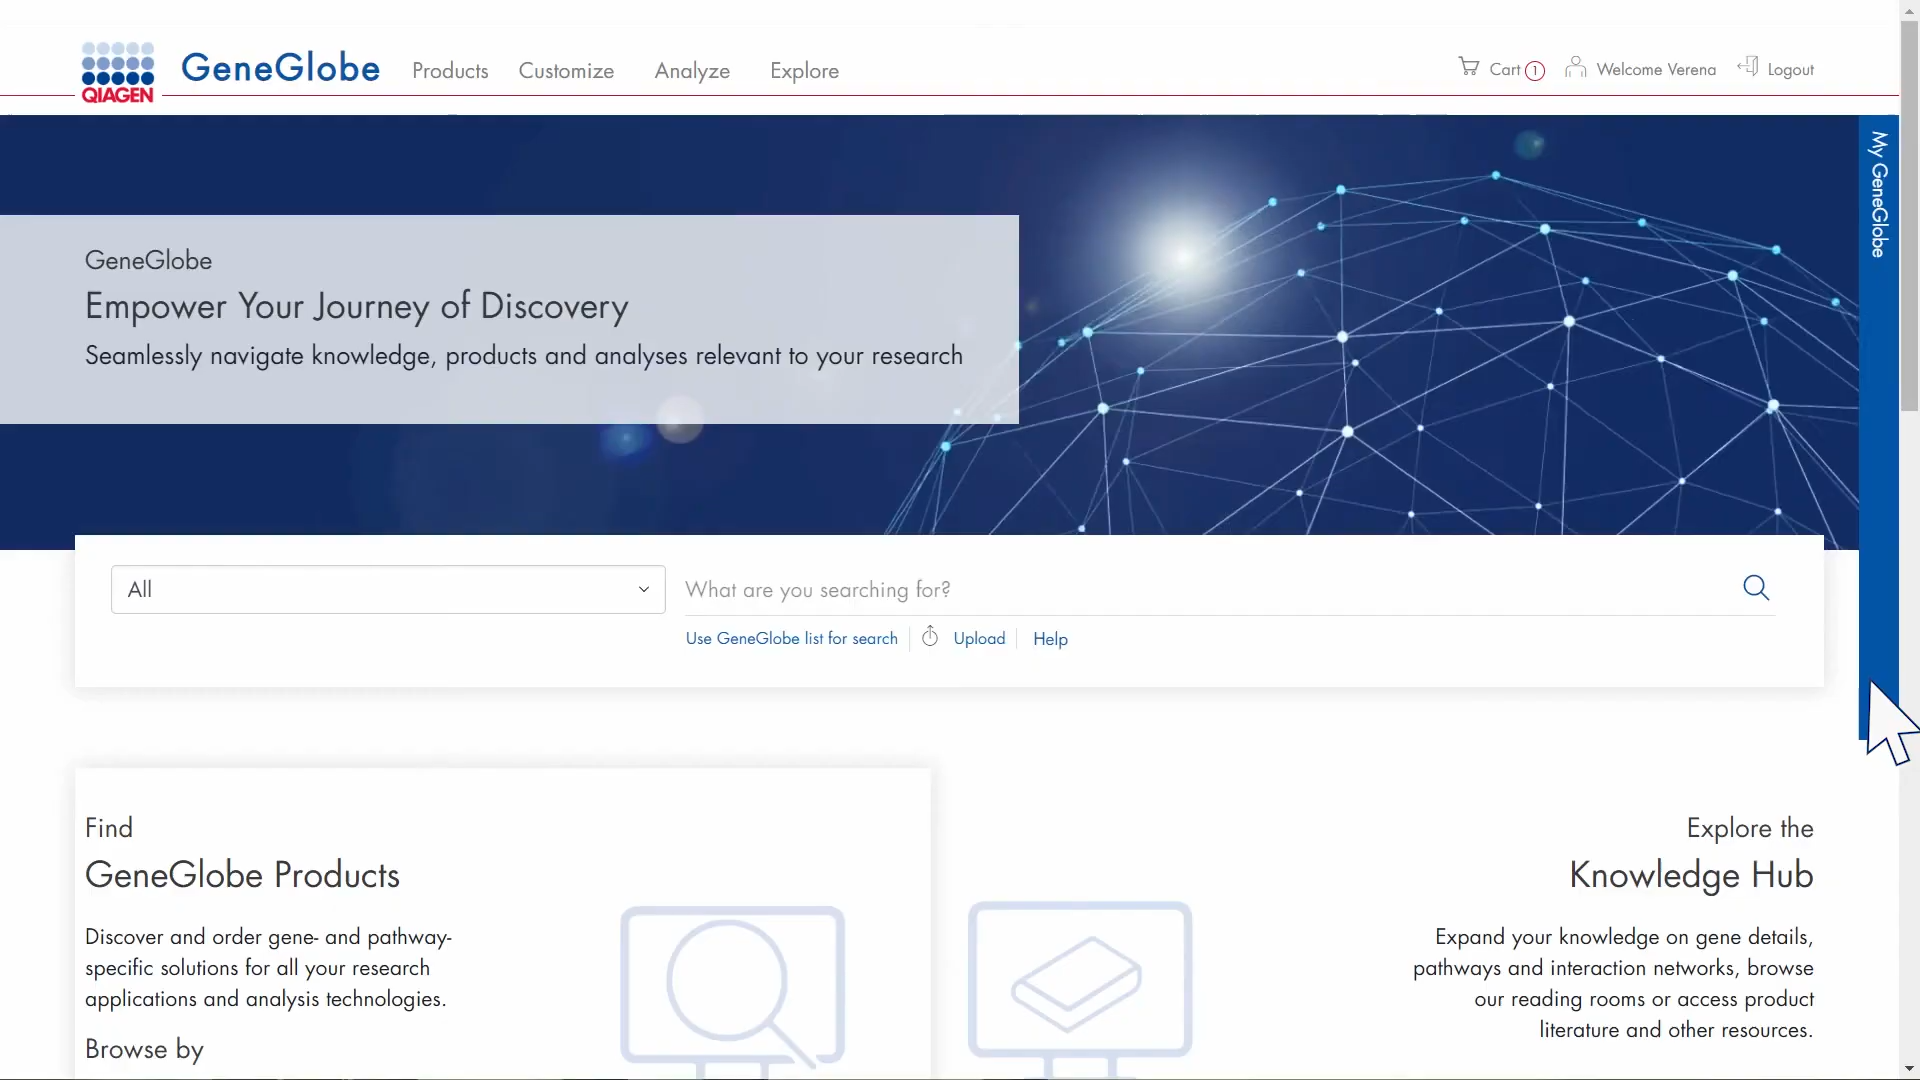 QIAGEN
GeneGlobe
Products
Customize
Analyze
Explore
Cart 1
Welcome Verena
Logout
My GeneGlobe
GeneGlobe
Empower Your Journey of Discovery
Seamlessly navigate knowledge, products and analyses relevant to your research
All
What are you searching for?
Use GeneGlobe list for search
Upload
Help
Find
GeneGlobe Products
Discover and order gene- and pathway-
specific solutions for all your research
applications and analysis technologies.
Browse by
Explore the
Knowledge Hub
Expand your knowledge on gene details,
pathways and interaction networks, browse
our reading rooms or access product
literature and other resources.